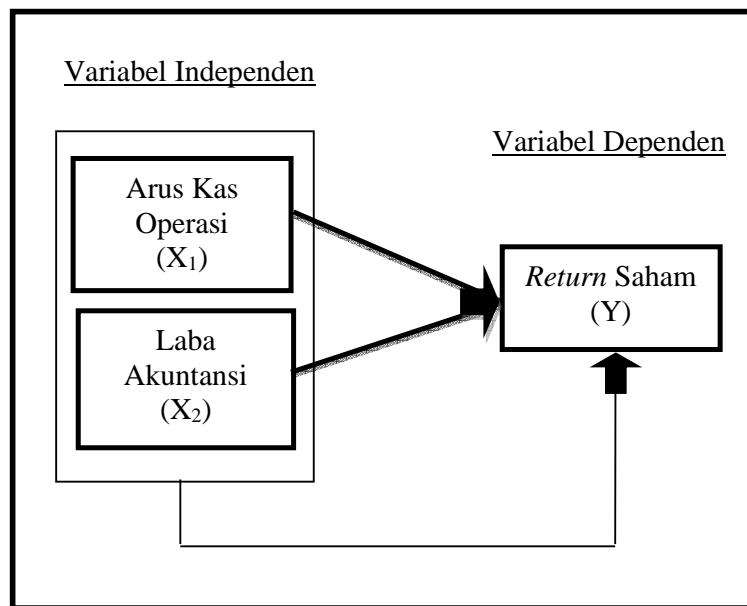 Variabel Independen
Variabel Dependen
Arus Kas
Operasi
(X₁)
Return Saham
(Y)
Laba
Akuntansi
(X₂)